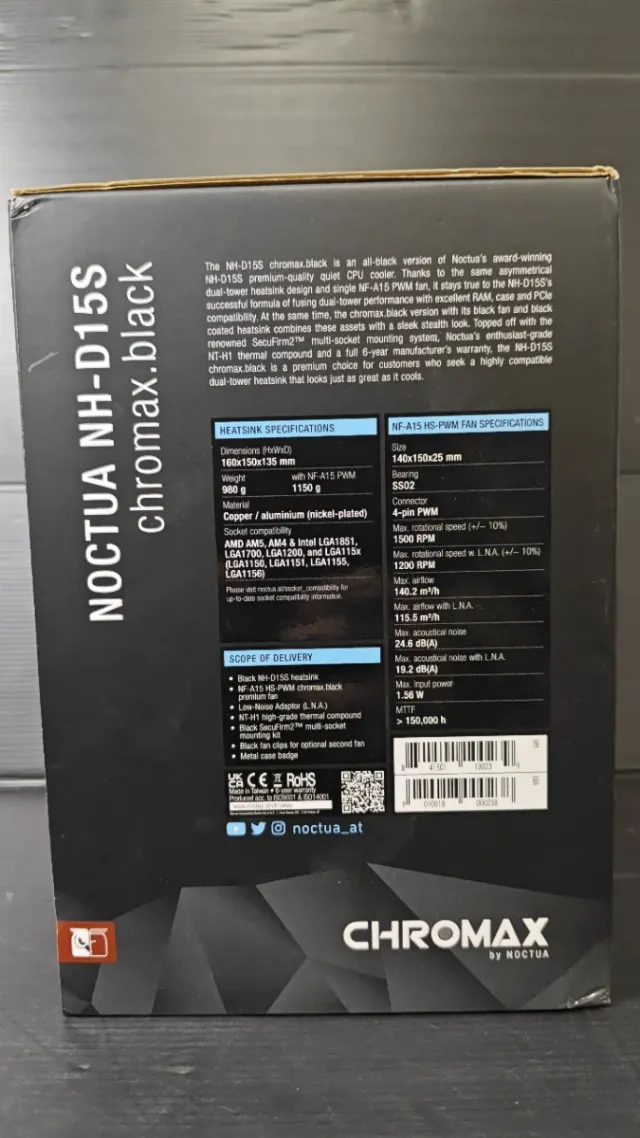 NOCTUA NH-D15S
chromax.black
The NH-D15S chromax.black is an all-black version of Noctua's award-winning
NH-D15S premium-quality quiet CPU cooler. Thanks to the same asymmetrical
dual-tower heatsink design and single NF-A15 PWM fan, it stays true to the NH-D15S's
successful formula of fusing dual-tower performance with excellent RAM, case and PCIe
compatibility. At the same time, the chromax.black version with its black fan and black
coated heatsink combines these assets with a sleek stealth look. Topped off with the
renowned SecuFirm2™ multi-socket mounting system, Noctua's enthusiast-grade
NT-H1 thermal compound and a full 6-year manufacturer's warranty, the NH-D15S
chromax.black is a premium choice for customers who seek a highly compatible
dual-tower heatsink that looks just as great as it cools.
HEATSINK SPECIFICATIONS
Dimensions (HxWxD)
160x150x135 mm
Weight with NF-A15 PWM
980 g 1150 g
Material
Copper / aluminium (nickel-plated)
Socket compatibility
AMD AM5, AM4 & Intel LGA1851,
LGA1700, LGA1200, and LGA115x
(LGA1150, LGA1151, LGA1155,
LGA1156)
Please visit noctua.at/socket_compatibility for
up-to-date socket compatibility information.
SCOPE OF DELIVERY
• Black NH-D15S heatsink
• NF-A15 HS-PWM chromax.black
premium fan
• Low-Noise Adaptor (L.N.A.)
• NT-H1 high-grade thermal compound
• Black SecuFirm2™ multi-socket
mounting kit
• Black fan clips for optional second fan
• Metal case badge
UK CA CE RoHS
Made in Taiwan • 6-year warranty
Produced acc. to ISO9001 & ISO14001
noctua_at
NF-A15 HS-PWM FAN SPECIFICATIONS
Size
140x150x25 mm
Bearing
SSO2
Connector
4-pin PWM
Max. rotational speed (+/− 10%)
1500 RPM
Max. rotational speed w. L.N.A. (+/− 10%)
1200 RPM
Max. airflow
140.2 m³/h
Max. airflow with L.N.A.
115.5 m³/h
Max. acoustical noise
24.6 dB(A)
Max. acoustical noise with L.N.A.
19.2 dB(A)
Max. input power
1.56 W
MTTF
> 150,000 h
UPC
EAN
CHROMAX
by NOCTUA